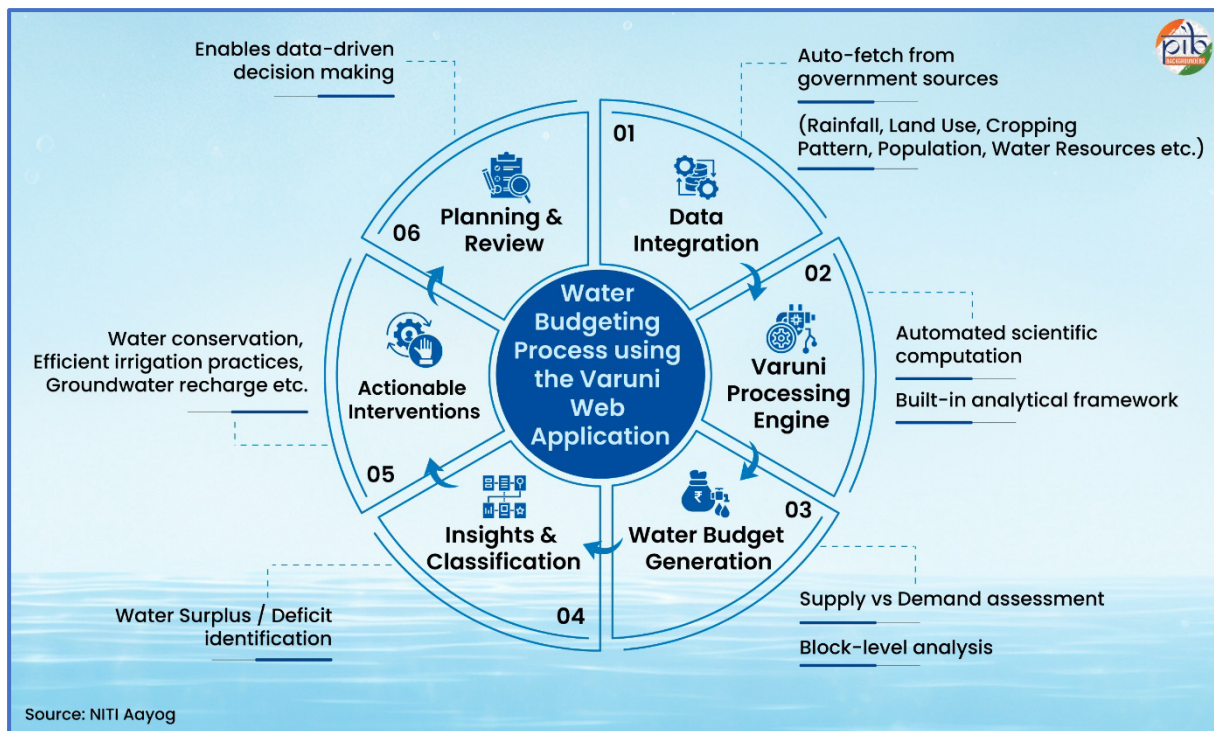 pib
BACKGROUNDERS
Enables data-driven
decision making
Auto-fetch from
government sources
(Rainfall, Land Use, Cropping
Pattern, Population, Water Resources etc.)
01
Data
Integration
02
Varuni
Processing
Engine
Automated scientific
computation
Built-in analytical framework
03
Water Budget
Generation
₹
Supply vs Demand assessment
Block-level analysis
04
Insights &
Classification
Water Surplus / Deficit
identification
05
Actionable
Interventions
Water conservation,
Efficient irrigation practices,
Groundwater recharge etc.
06
Planning &
Review
Water
Budgeting
Process using
the Varuni
Web
Application
Source: NITI Aayog